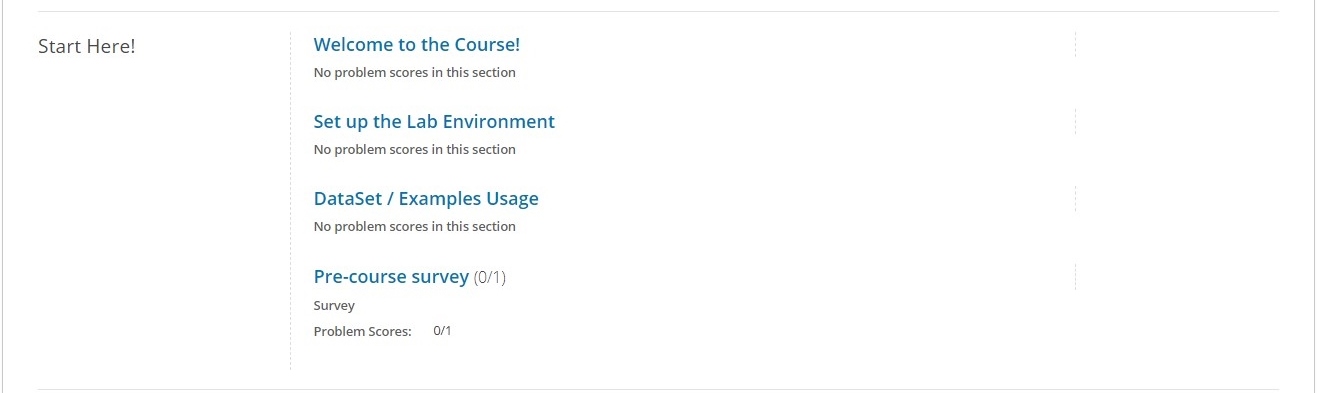 Start Here!
Welcome to the Course!
No problem scores in this section
Set up the Lab Environment
No problem scores in this section
DataSet / Examples Usage
No problem scores in this section
Pre-course survey (0/1)
Survey
Problem Scores: 0/1